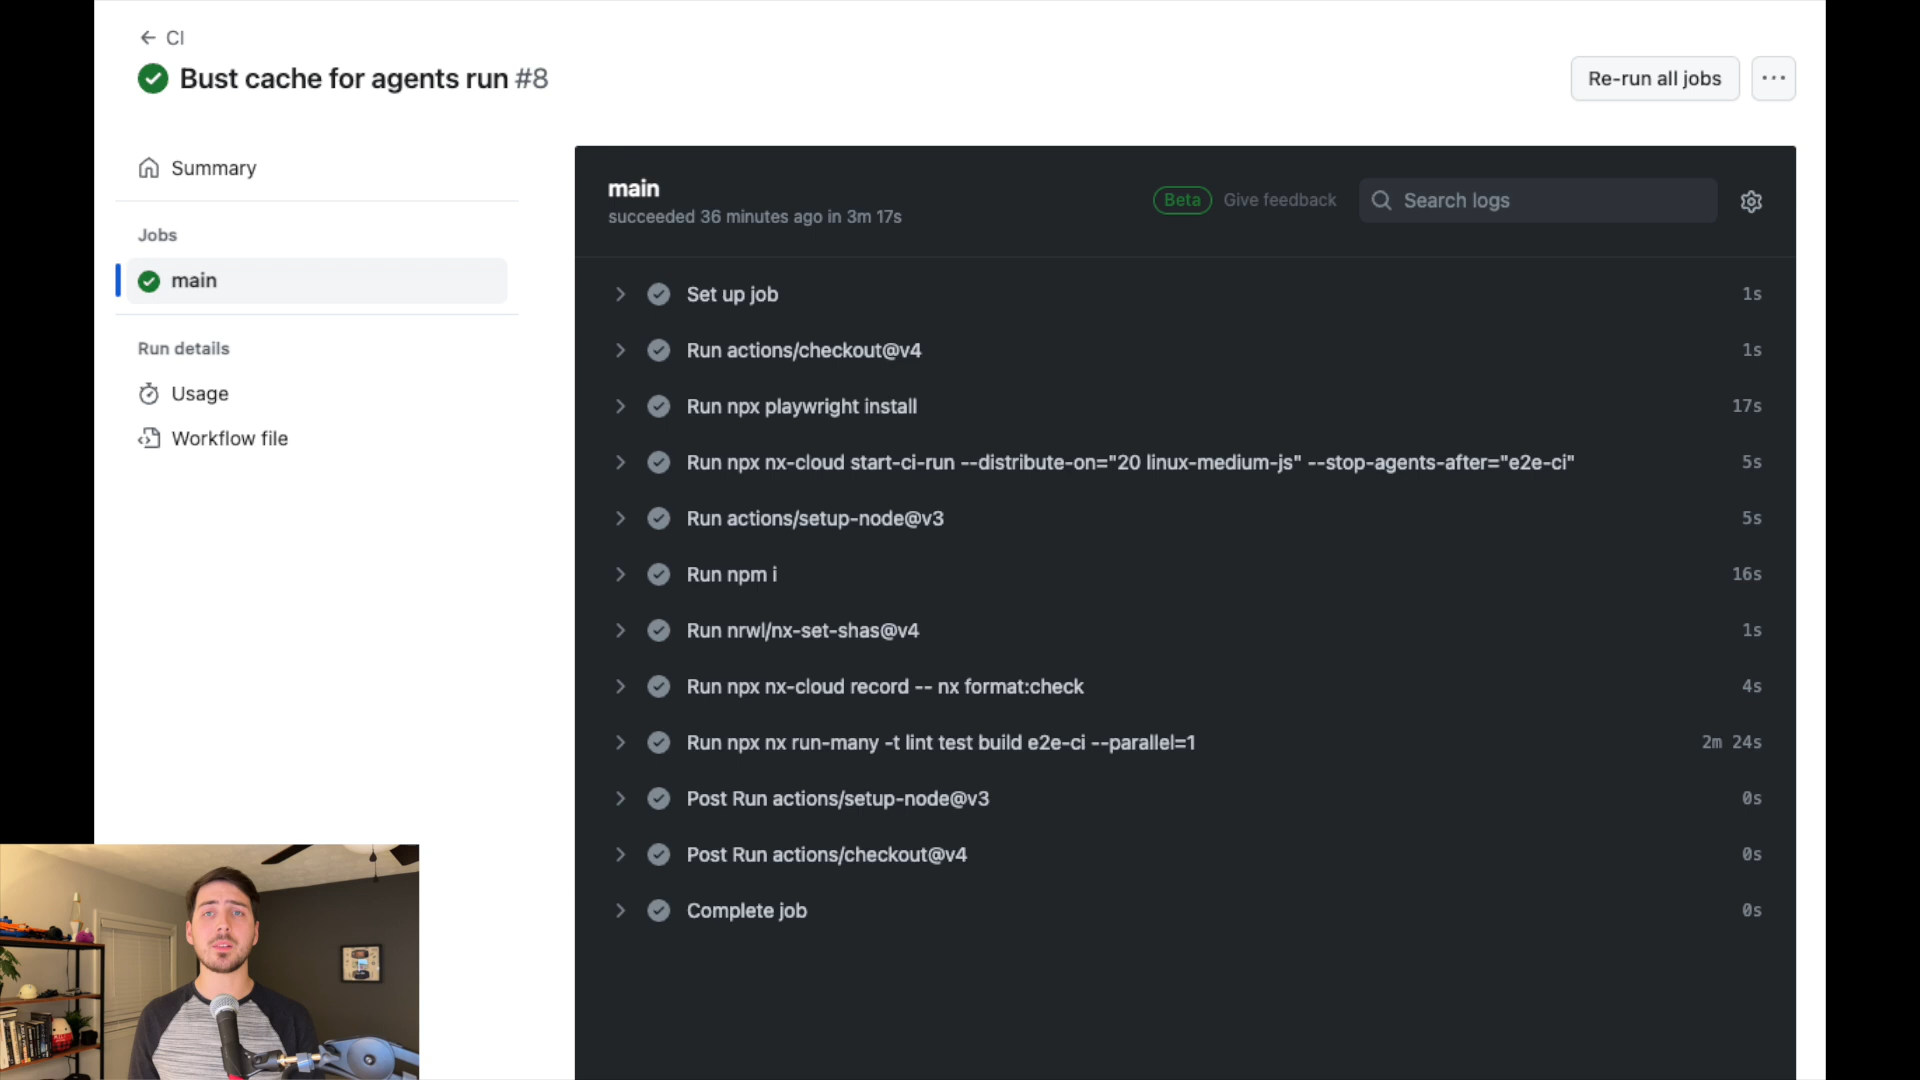 CI
Bust cache for agents run #8
Re-run all jobs
Summary
Jobs
main
Run details
Usage
Workflow file
main
succeeded 36 minutes ago in 3m 17s
Beta
Give feedback
Search logs
Set up job 1s
Run actions/checkout@v4 1s
Run npx playwright install 17s
Run npx nx-cloud start-ci-run --distribute-on="20 linux-medium-js" --stop-agents-after="e2e-ci" 5s
Run actions/setup-node@v3 5s
Run npm i 16s
Run nrwl/nx-set-shas@v4 1s
Run npx nx-cloud record -- nx format:check 4s
Run npx nx run-many -t lint test build e2e-ci --parallel=1 2m 24s
Post Run actions/setup-node@v3 0s
Post Run actions/checkout@v4 0s
Complete job 0s